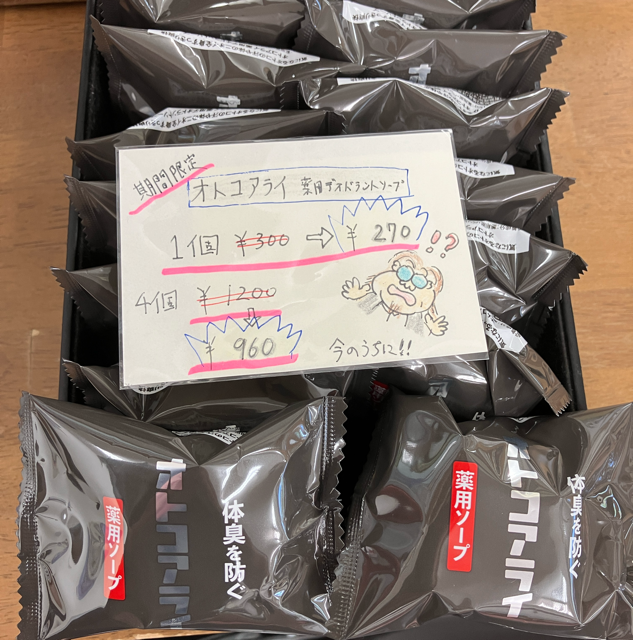 期間限定
オトコアライ 薬用デオドラントソープ
1個 ¥300 ⇨ ¥ 270
!?
4個 ¥1200
⇩
¥ 960
今のうちに!!
オトコアライ
薬用ソープ
体臭を防ぐ
オトコアライ
薬用ソープ
体臭を防ぐ